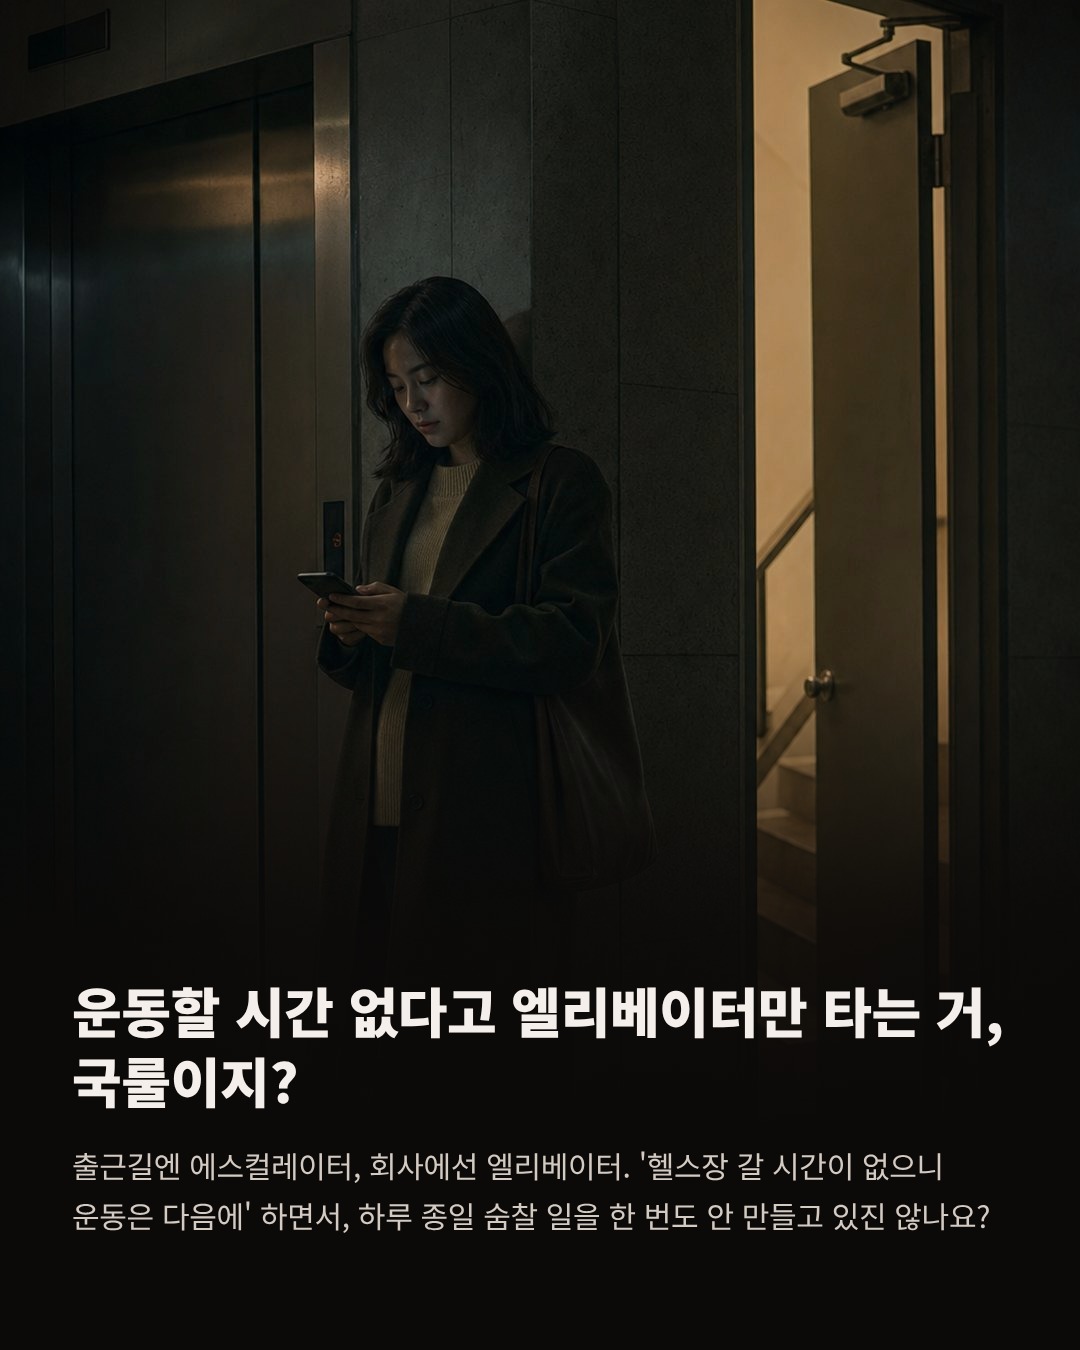 운동할 시간 없다고 엘리베이터만 타는 거,
국룰이지?
출근길엔 에스컬레이터, 회사에선 엘리베이터. '헬스장 갈 시간이 없으니
운동은 다음에' 하면서, 하루 종일 숨찰 일을 한 번도 안 만들고 있진 않나요?